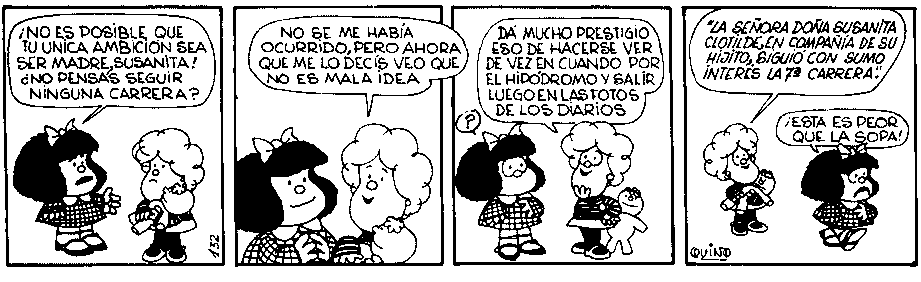 ¡NO ES POSIBLE QUE
TU UNICA AMBICIÓN SEA
SER MADRE, SUSANITA!
¿NO PENSÁS SEGUIR
NINGUNA CARRERA?
152
NO SE ME HABÍA
OCURRIDO, PERO AHORA
QUE ME LO DECÍS VEO QUE
NO ES MALA IDEA
DÁ MUCHO PRESTIGIO
ESO DE HACERSE VER
DE VEZ EN CUANDO POR
EL HIPÓDROMO Y SALIR
LUEGO EN LAS FOTOS
DE LOS DIARIOS
?
"LA SEÑORA DOÑA SUSANITA
CLOTILDE, EN COMPAÑÍA DE SU
HIJITO, SIGUIÓ CON SUMO
INTERÉS LA 7ª CARRERA".
¡ESTA ES PEOR
QUE LA SOPA!
QUINO